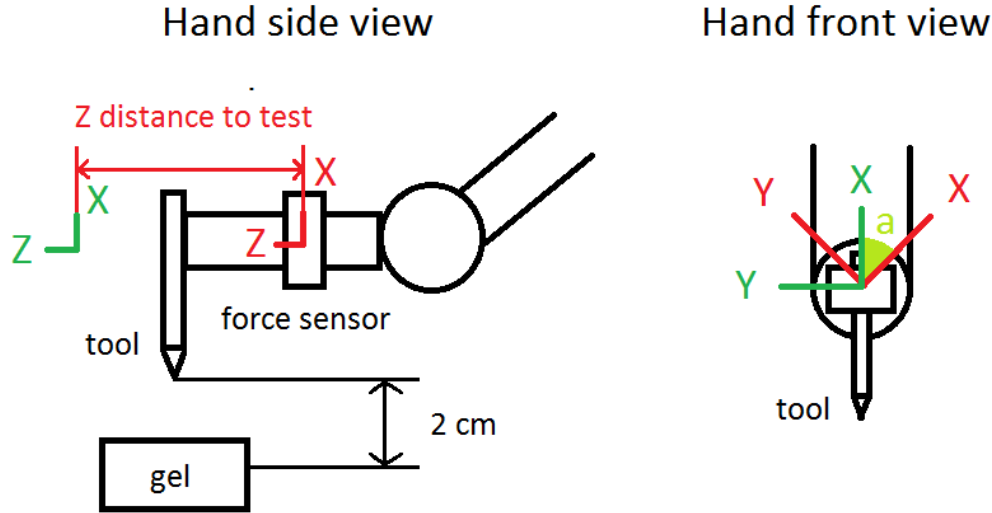 Hand side view
Hand front view
Z distance to test
X
X
Z
Z
force sensor
tool
2 cm
gel
Y
X
X
a
Y
tool